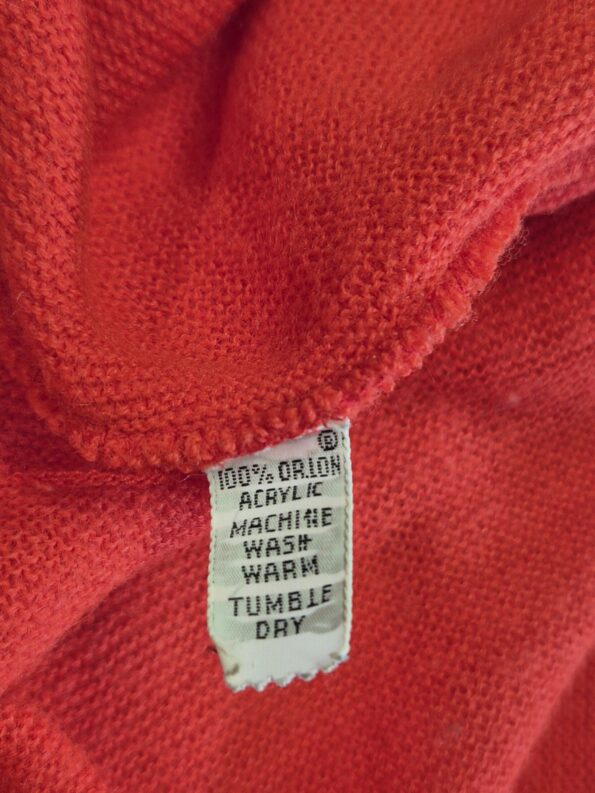 ®
100% ORLON
ACRYLIC
MACHINE
WASH
WARM
TUMBLE
DRY